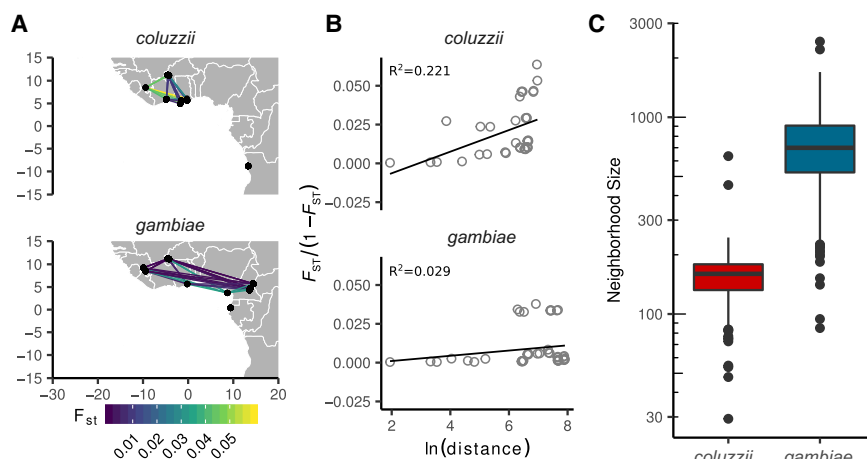 A
coluzzii
15
10
5
0
−5
−10
−15
gambiae
15
10
5
0
−5
−10
−15
−30 −20 −10 0 10 20
Fst
0.01 0.02 0.03 0.04 0.05
B
coluzzii
R²=0.221
0.050
0.025
0.000
−0.025
FST/(1−FST)
gambiae
R²=0.029
0.050
0.025
0.000
−0.025
2 4 6 8
ln(distance)
C
3000
1000
300
100
30
Neighborhood Size
coluzzii gambiae